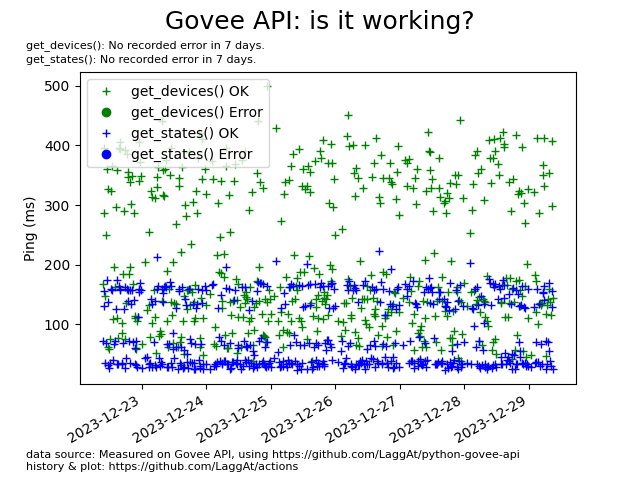 Govee API: is it working?
get_devices(): No recorded error in 7 days.
get_states(): No recorded error in 7 days.
get_devices() OK
get_devices() Error
get_states() OK
get_states() Error
Ping (ms)
500
400
300
200
100
2023-12-23
2023-12-24
2023-12-25
2023-12-26
2023-12-27
2023-12-28
2023-12-29
data source: Measured on Govee API, using https://github.com/LaggAt/python-govee-api
history & plot: https://github.com/LaggAt/actions